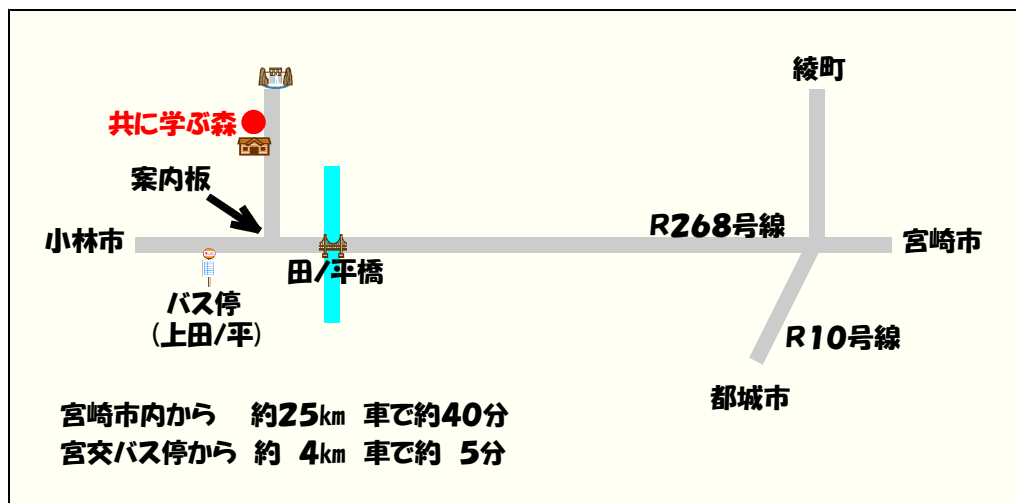 綾町
共に学ぶ森
案内板
小林市
R268号線
宮崎市
田ノ平橋
バス停
(上田ノ平)
R10号線
都城市
宮崎市内から 約25km 車で約40分
宮交バス停から 約 4km 車で約 5分